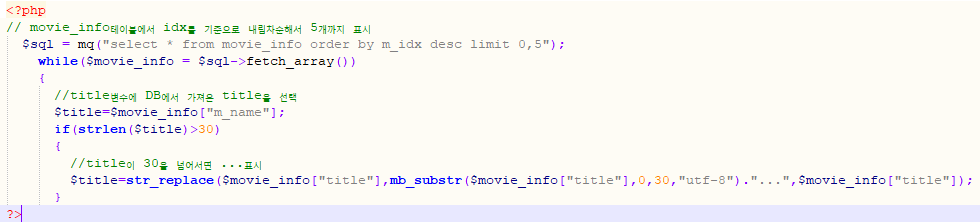 <?php
// movie_info테이블에서 idx를 기준으로 내림차순해서 5개까지 표시
$sql = mq("select * from movie_info order by m_idx desc limit 0,5");
while($movie_info = $sql->fetch_array())
{
//title변수에 DB에서 가져온 title을 선택
$title=$movie_info["m_name"];
if(strlen($title)>30)
{
//title이 30을 넘어서면 ...표시
$title=str_replace($movie_info["title"],mb_substr($movie_info["title"],0,30,"utf-8")."...",$movie_info["title"]);
}
?>